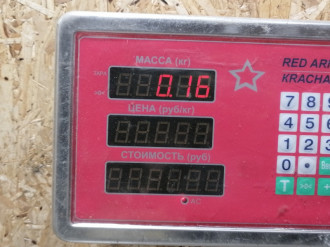 МАССА (кг)
0.16
RED AR
KRACHA
ЦЕНА (руб/кг)
7 8
4 5
1 2
0 •
СТОИМОСТЬ (руб)
T